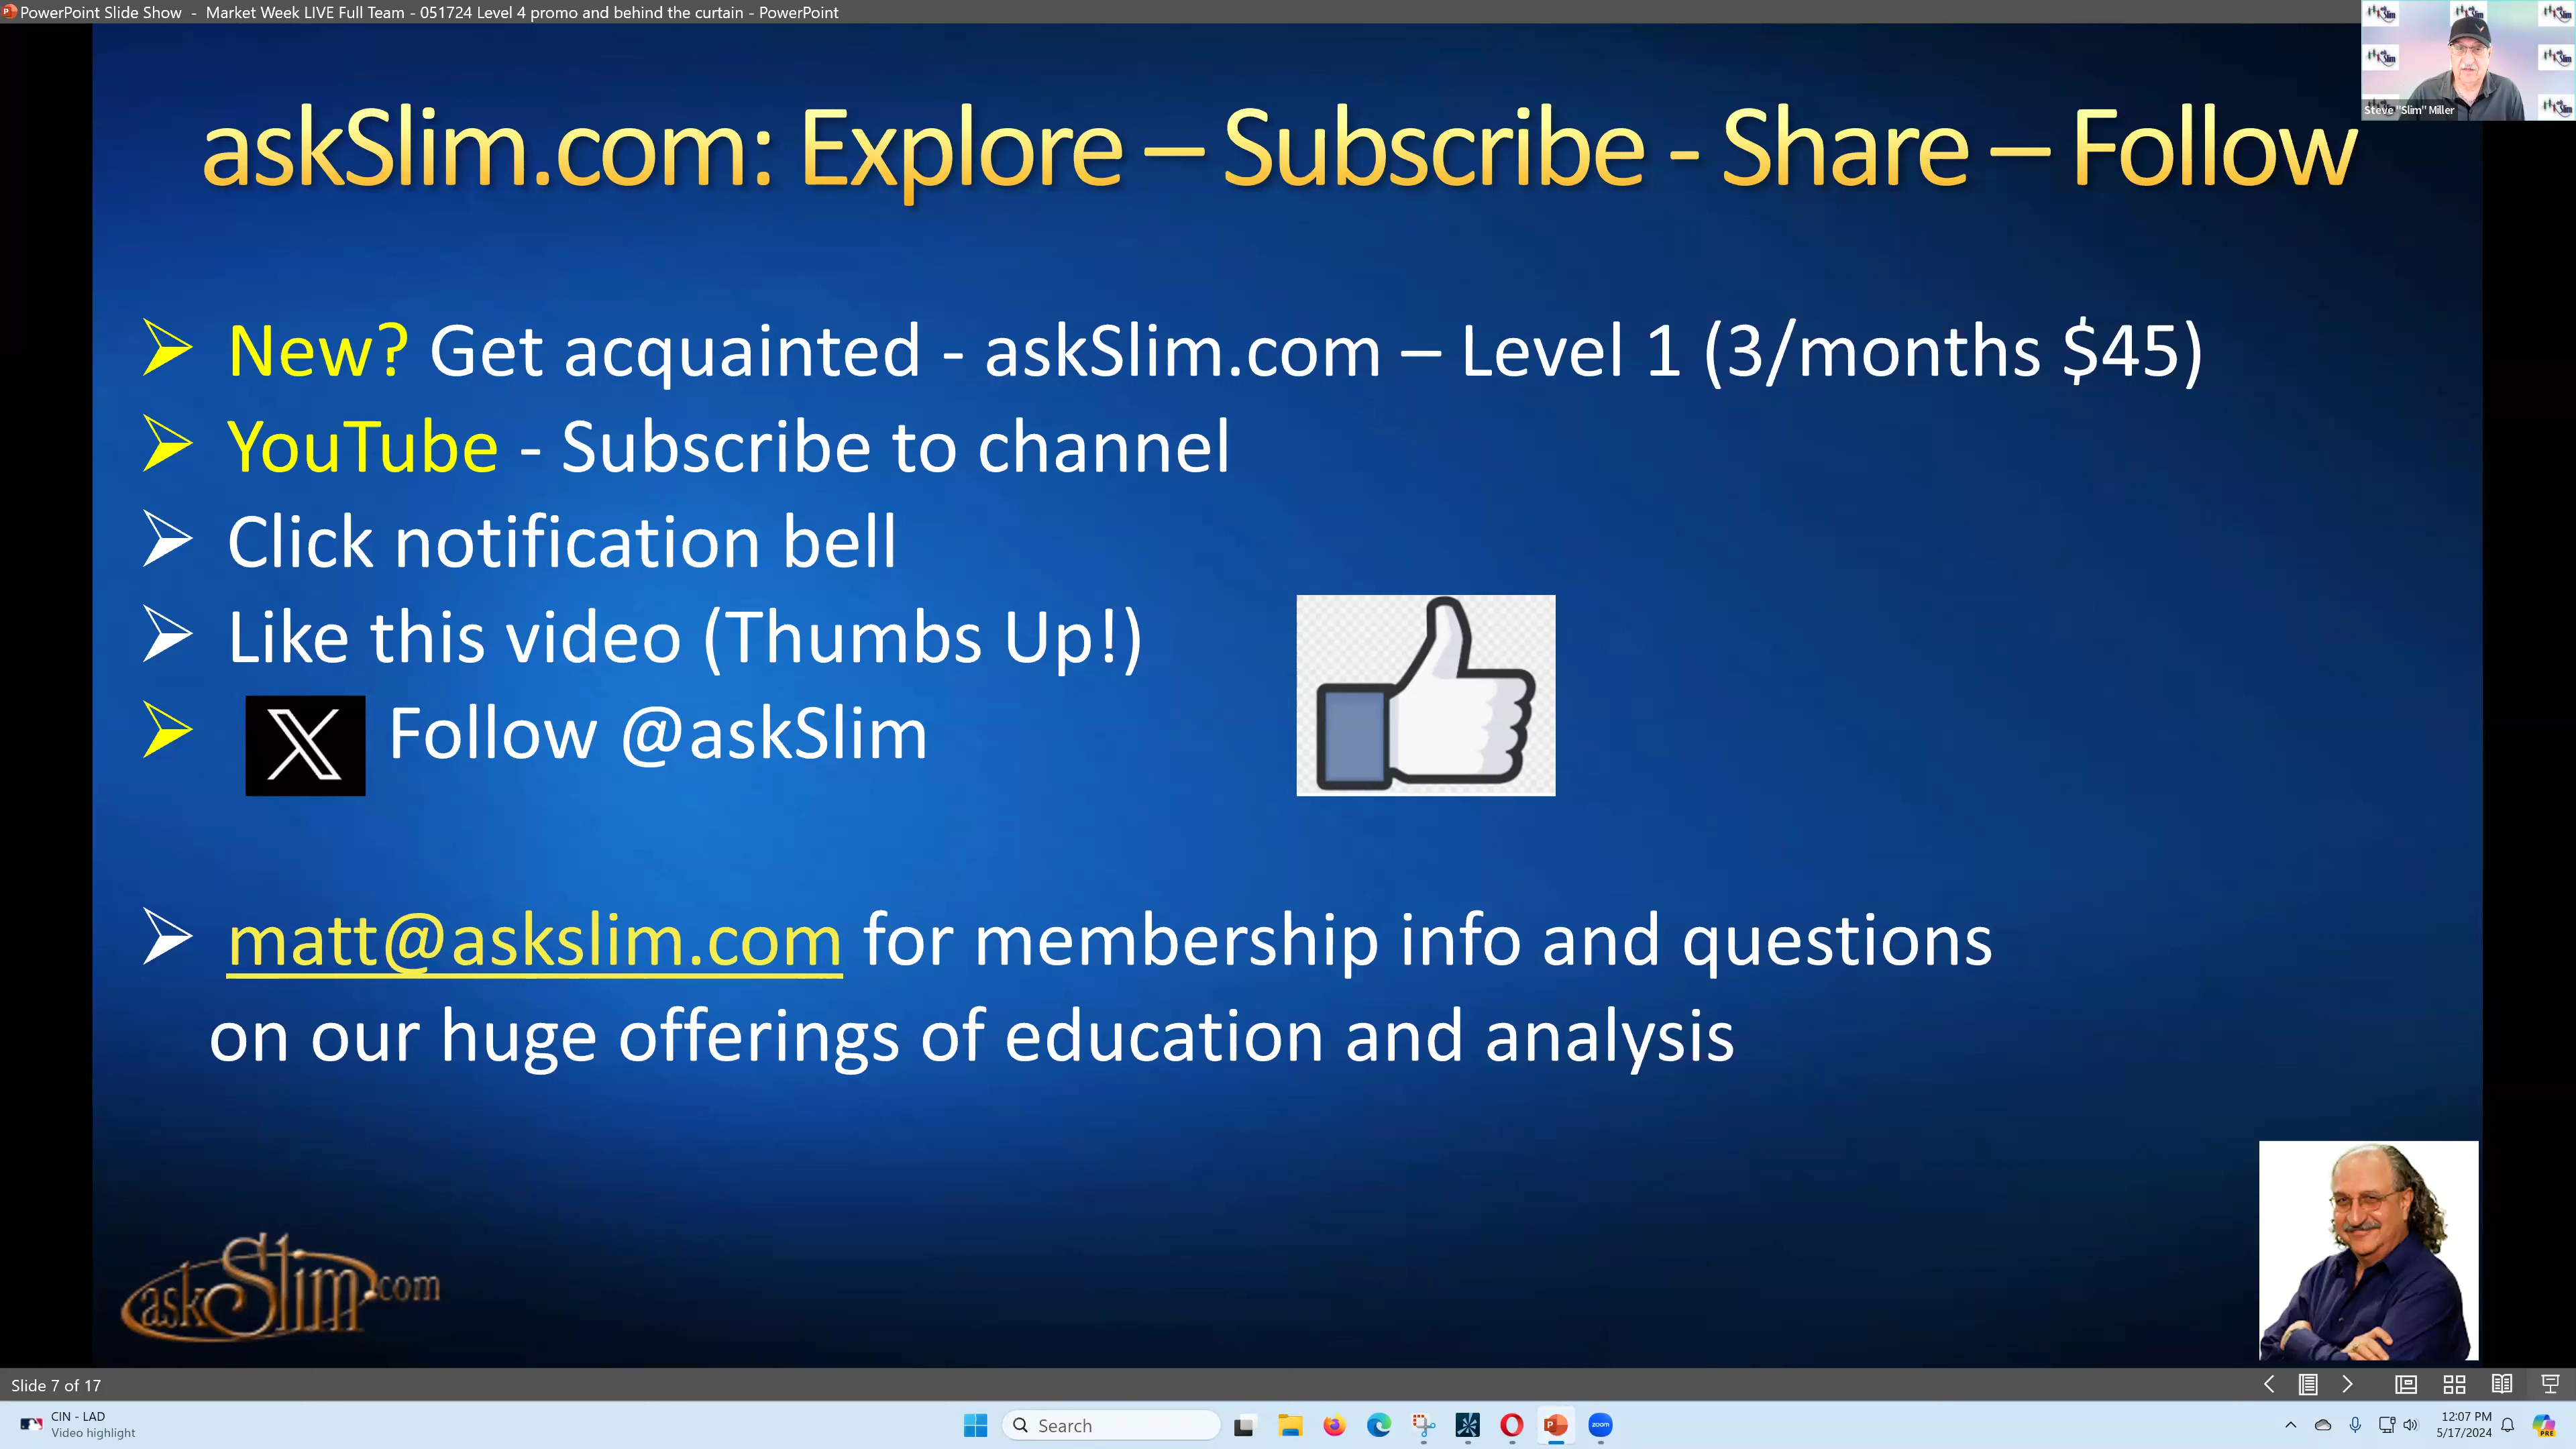 PowerPoint Slide Show - Market Week LIVE Full Team - 051724 Level 4 promo and behind the curtain - PowerPoint
Steve "Slim" Miller
askSlim.com: Explore – Subscribe - Share – Follow
New? Get acquainted - askSlim.com – Level 1 (3/months $45)
YouTube - Subscribe to channel
Click notification bell
Like this video (Thumbs Up!)
X Follow @askSlim
matt@askslim.com for membership info and questions
on our huge offerings of education and analysis
askSlim.com
Slide 7 of 17
CIN - LAD
Video highlight
Search
zoom
12:07 PM
5/17/2024
PRE